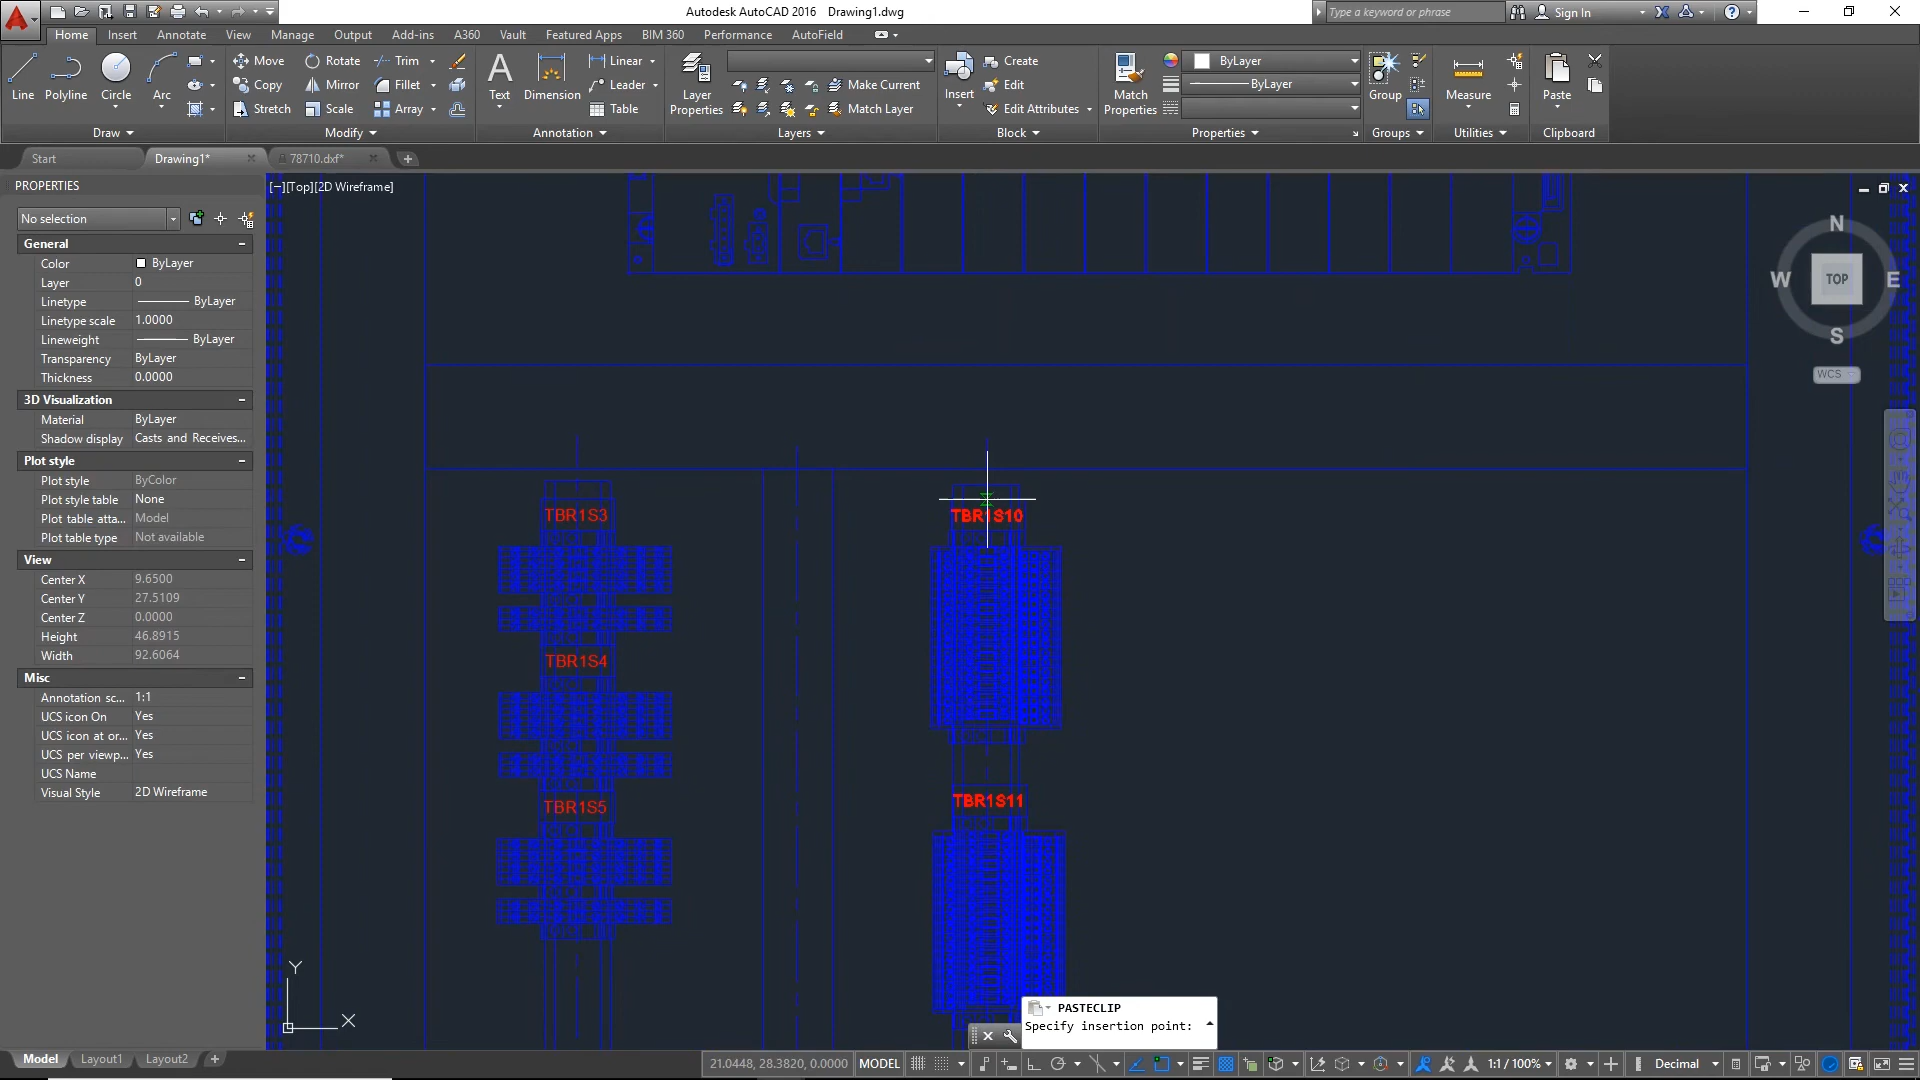 Autodesk AutoCAD 2016 Drawing1.dwg
Type a keyword or phrase
Sign In
Home Insert Annotate View Manage Output Add-ins A360 Vault Featured Apps BIM 360 Performance AutoField
Line Polyline Circle Arc
Move Rotate Trim
Copy Mirror Fillet
Stretch Scale Array
Text Dimension
Linear
Leader
Table
Layer Properties
Make Current
Match Layer
Insert
Create
Edit
Edit Attributes
Match Properties
ByLayer
ByLayer
Group
Measure
Paste
Draw Modify Annotation Layers Block Properties Groups Utilities Clipboard
Start Drawing1* 78710.dxf*
PROPERTIES
No selection
General
Color ByLayer
Layer 0
Linetype ByLayer
Linetype scale 1.0000
Lineweight ByLayer
Transparency ByLayer
Thickness 0.0000
3D Visualization
Material ByLayer
Shadow display Casts and Receives...
Plot style
Plot style ByColor
Plot style table None
Plot table atta... Model
Plot table type Not available
View
Center X 9.6500
Center Y 27.5109
Center Z 0.0000
Height 46.8915
Width 92.6064
Misc
Annotation sc... 1:1
UCS icon On Yes
UCS icon at or... Yes
UCS per viewp... Yes
UCS Name
Visual Style 2D Wireframe
[−][Top][2D Wireframe]
N
W TOP E
S
WCS
TBR1S3
TBR1S10
TBR1S4
TBR1S11
TBR1S5
Y
X
PASTECLIP
Specify insertion point:
Model Layout1 Layout2
21.0448, 28.3820, 0.0000 MODEL
1:1 / 100%
Decimal